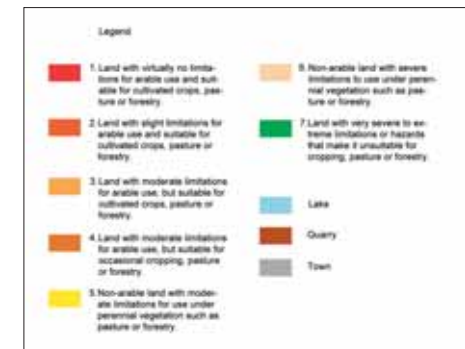 Legend
1. Land with virtually no limita-
tions for arable use and suit-
able for cultivated crops, pas-
ture or forestry.
2. Land with slight limitations for
arable use and suitable for
cultivated crops, pasture or
forestry.
3. Land with moderate limitations
for arable use, but suitable for
cultivated crops, pasture or
forestry.
4. Land with moderate limitations
for arable use, but suitable for
occasional cropping, pasture
or forestry.
5. Non-arable land with moder-
ate limitations for use under
perennial vegetation such as
pasture or forestry.
6. Non-arable land with severe
limitations to use under peren-
nial vegetation such as pas-
ture or forestry.
7. Land with very severe to ex-
treme limitations or hazards
that make it unsuitable for
cropping, pasture or forestry.
Lake
Quarry
Town